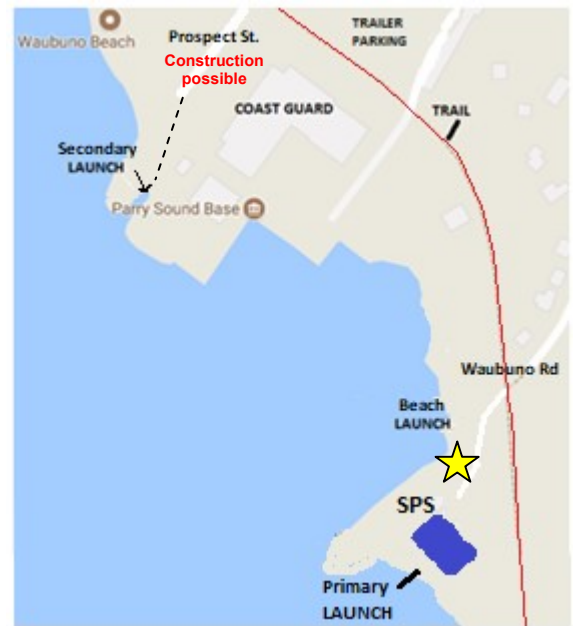 Waubuno Beach
Prospect St.
Construction
possible
TRAILER
PARKING
COAST GUARD
TRAIL
Secondary
LAUNCH
Parry Sound Base
Waubuno Rd
Beach
LAUNCH
SPS
Primary
LAUNCH